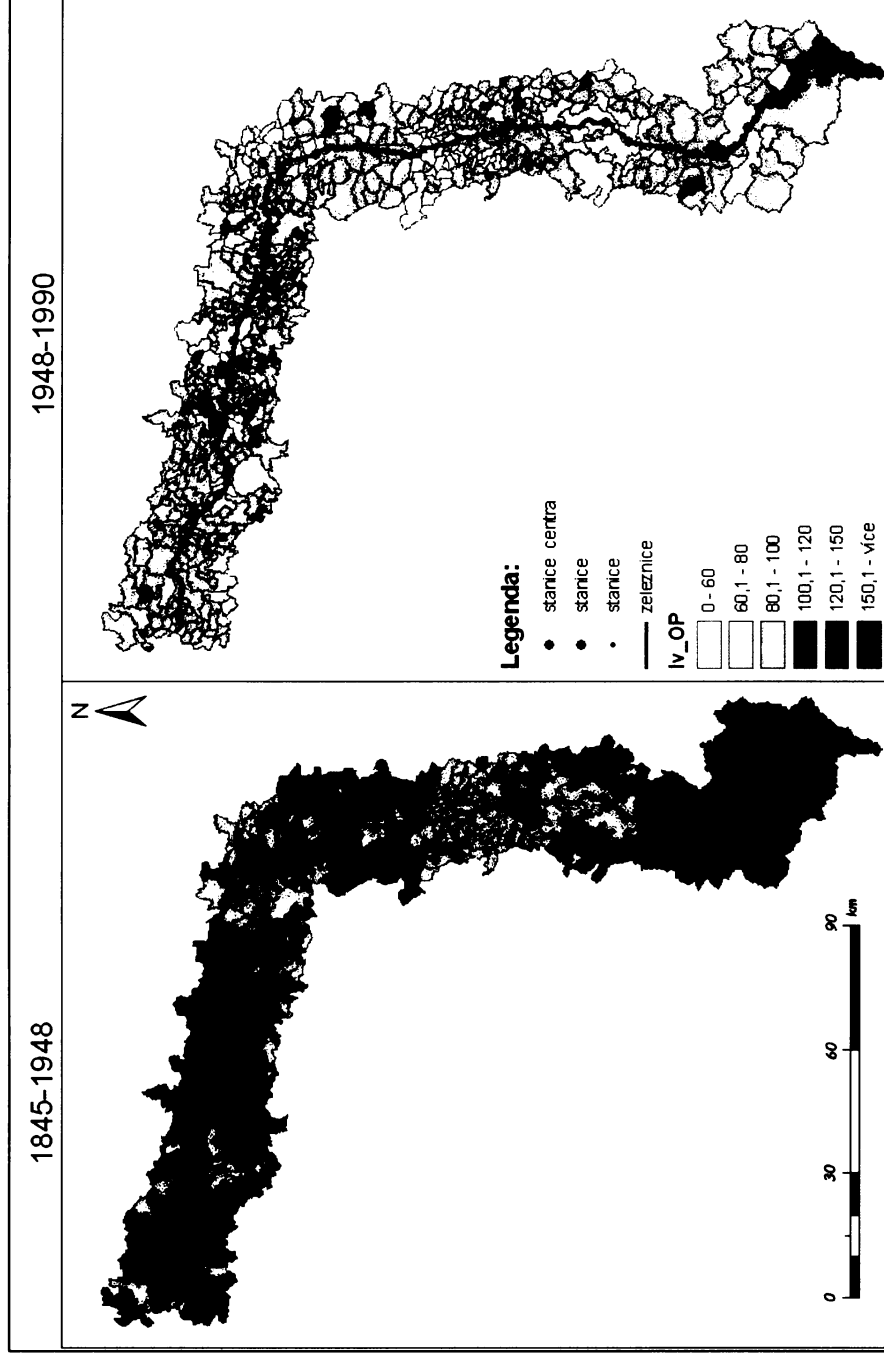 1845-1948
1948-1990
N
0
30
60
90
km
Legenda:
stanice centra
stanice
stanice
zeleznice
Iv_OP
0 - 60
60,1 - 80
80,1 - 100
100,1 - 120
120,1 - 150
150,1 - více